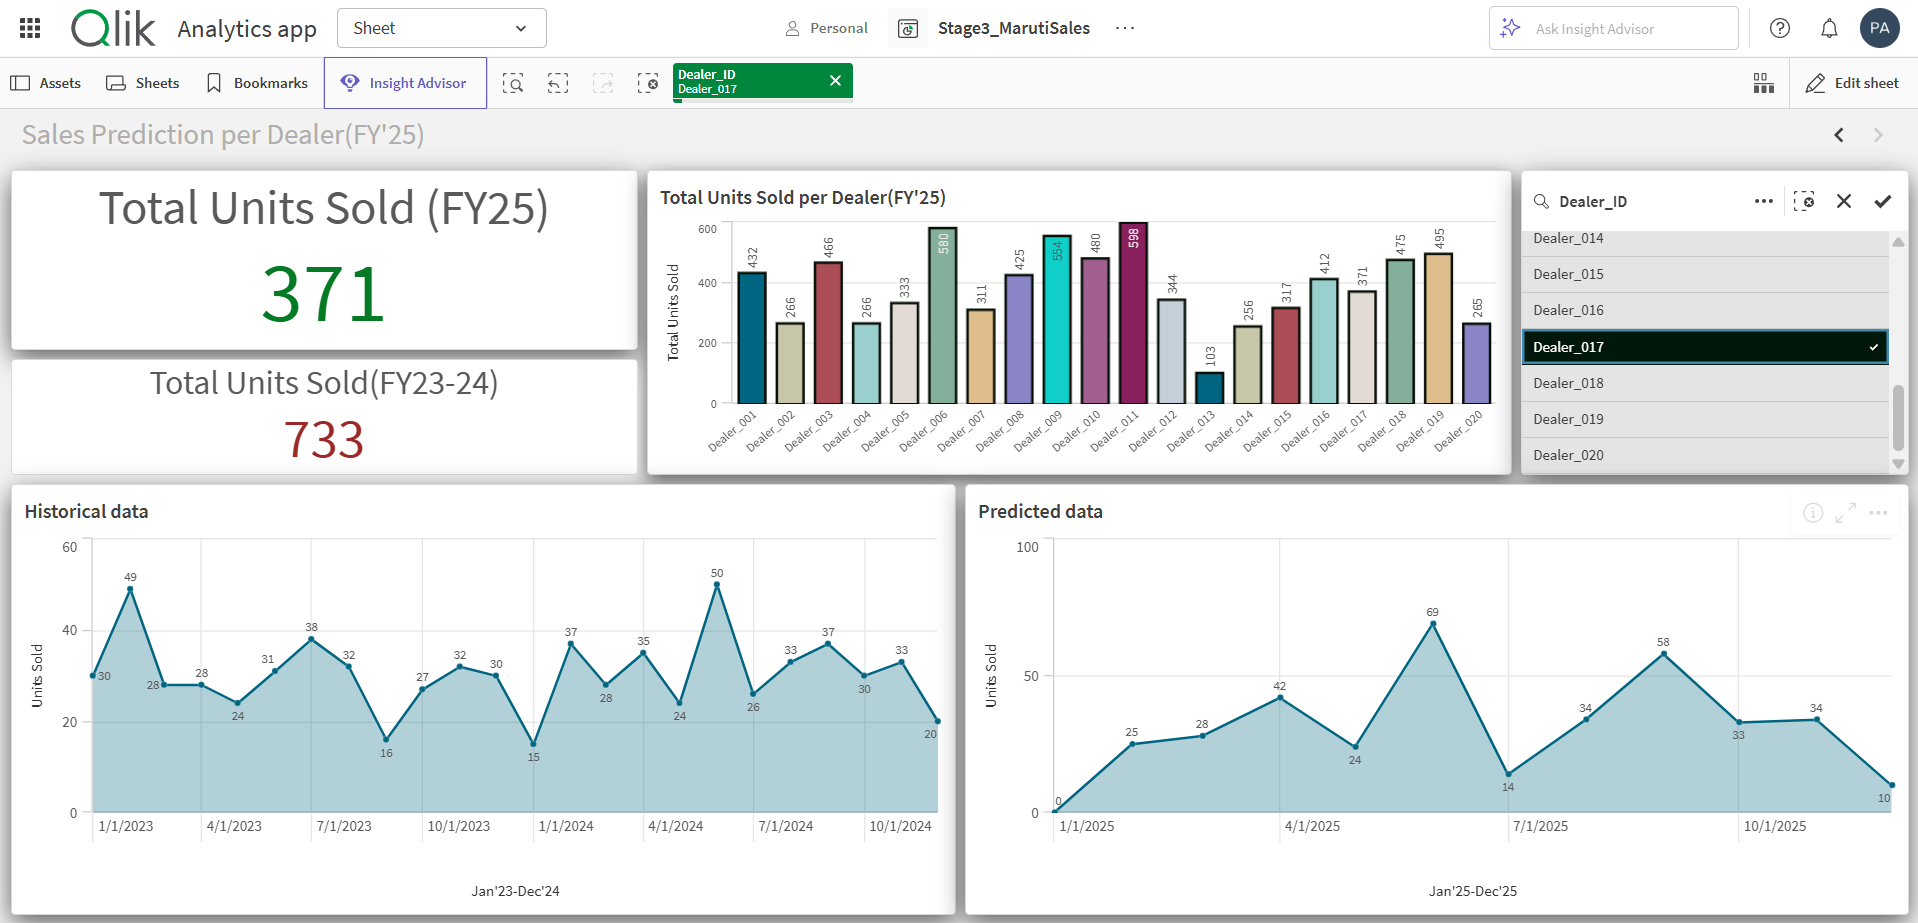 Qlik
Analytics app
Sheet
Personal
Stage3_MarutiSales
Ask Insight Advisor
PA
Assets
Sheets
Bookmarks
Insight Advisor
Dealer_ID
Dealer_017
Edit sheet
Sales Prediction per Dealer(FY'25)
Total Units Sold (FY25)
371
Total Units Sold(FY23-24)
733
Total Units Sold per Dealer(FY'25)
Total Units Sold
600
400
200
0
432
266
466
266
333
580
311
425
554
480
598
344
103
256
317
412
371
475
495
265
Dealer_001
Dealer_002
Dealer_003
Dealer_004
Dealer_005
Dealer_006
Dealer_007
Dealer_008
Dealer_009
Dealer_010
Dealer_011
Dealer_012
Dealer_013
Dealer_014
Dealer_015
Dealer_016
Dealer_017
Dealer_018
Dealer_019
Dealer_020
Dealer_ID
Dealer_014
Dealer_015
Dealer_016
Dealer_017
Dealer_018
Dealer_019
Dealer_020
Historical data
Units Sold
60
40
20
0
30
49
28
28
24
31
38
32
16
27
32
30
15
37
28
35
24
50
26
33
37
30
33
20
1/1/2023
4/1/2023
7/1/2023
10/1/2023
1/1/2024
4/1/2024
7/1/2024
10/1/2024
Jan'23-Dec'24
Predicted data
Units Sold
100
50
0
0
25
28
42
24
69
14
34
58
33
34
10
1/1/2025
4/1/2025
7/1/2025
10/1/2025
Jan'25-Dec'25